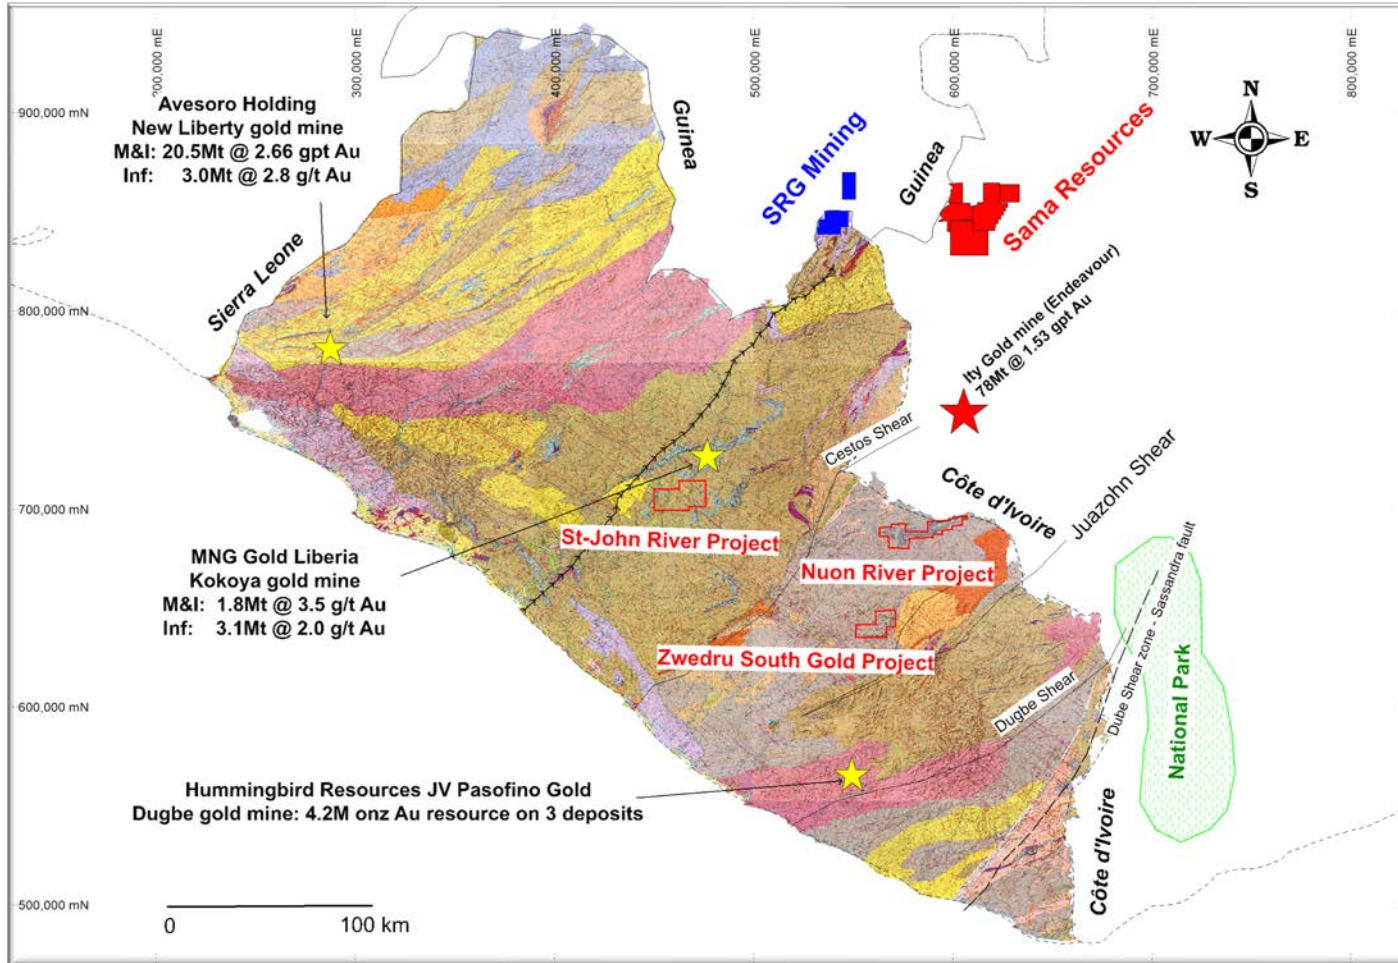 200,000 mE
300,000 mE
400,000 mE
500,000 mE
600,000 mE
700,000 mE
800,000 mE
900,000 mN
800,000 mN
700,000 mN
600,000 mN
500,000 mN
Avesoro Holding
New Liberty gold mine
M&I: 20.5Mt @ 2.66 gpt Au
Inf: 3.0Mt @ 2.8 g/t Au
Sierra Leone
Guinea
SRG Mining
Guinea
Sama Resources
N
W E
S
Ity Gold mine (Endeavour)
78Mt @ 1.53 gpt Au
Cestos Shear
Côte d'Ivoire
Juazohn Shear
St-John River Project
Nuon River Project
MNG Gold Liberia
Kokoya gold mine
M&I: 1.8Mt @ 3.5 g/t Au
Inf: 3.1Mt @ 2.0 g/t Au
Zwedru South Gold Project
Dugbe Shear
Dube Shear zone - Sassandra fault
National Park
Hummingbird Resources JV Pasofino Gold
Dugbe gold mine: 4.2M onz Au resource on 3 deposits
Côte d'Ivoire
0 100 km